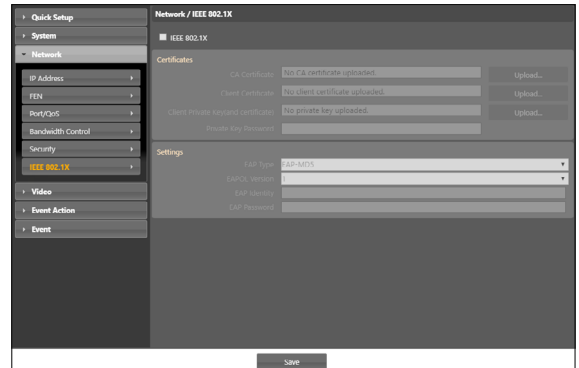 Quick Setup
System
Network
IP Address
FEN
Port/QoS
Bandwidth Control
Security
IEEE 802.1X
Video
Event Action
Event
Network / IEEE 802.1X
IEEE 802.1X
Certificates
CA Certificate No CA certificate uploaded. Upload...
Client Certificate No client certificate uploaded. Upload...
Client Private Key(and certificate) No private key uploaded. Upload...
Private Key Password
Settings
EAP Type EAP-MD5
EAPOL Version 1
EAP Identity
EAP Password
Save